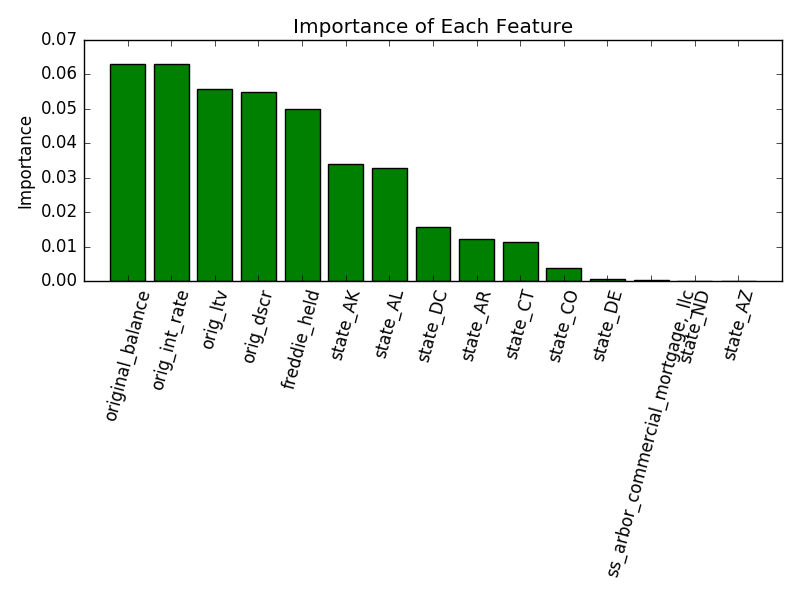 Importance of Each Feature
0.07
0.06
0.05
0.04
0.03
0.02
0.01
0.00
Importance
original_balance
orig_int_rate
orig_ltv
orig_dscr
freddie_held
state_AK
state_AL
state_DC
state_AR
state_CT
state_CO
state_DE
ss_arbor_commercial_mortgage,_llc
state_ND
state_AZ